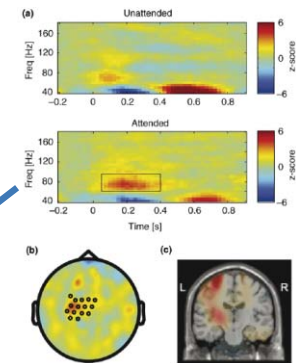 (a)
Unattended
Freq [Hz]
160
120
80
40
-0.2 0 0.2 0.4 0.6 0.8
6
0
-6
z-score
Attended
Freq [Hz]
160
120
80
40
-0.2 0 0.2 0.4 0.6 0.8
Time [s]
6
0
-6
z-score
(b)
(c)
L
R